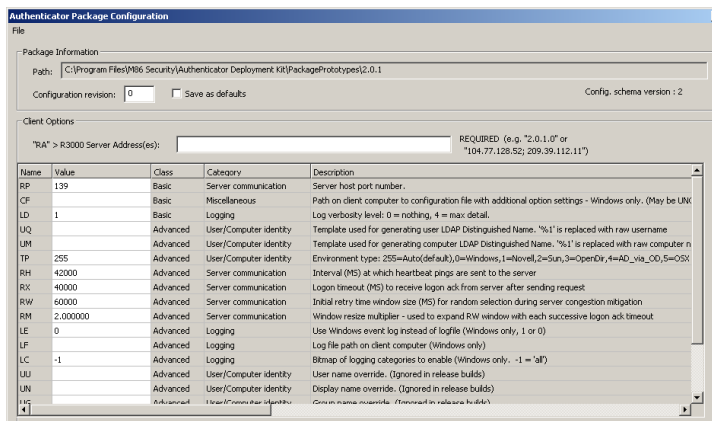 Authenticator Package Configuration
File
Package Information
Path: C:\Program Files\M86 Security\Authenticator Deployment Kit\PackagePrototypes\2.0.1
Configuration revision: 0 Save as defaults Config. schema version : 2
Client Options
"RA" > R3000 Server Address(es): REQUIRED (e.g. "2.0.1.0" or
"104.77.128.52; 209.39.112.11")
Name Value Class Category Description
RP 139 Basic Server communication Server host port number.
CF Basic Miscellaneous Path on client computer to configuration file with additional option settings - Windows only. (May be UNC
LD 1 Basic Logging Log verbosity level: 0 = nothing, 4 = max detail.
UQ Advanced User/Computer identity Template used for generating user LDAP Distinguished Name. '%1' is replaced with raw username
UM Advanced User/Computer identity Template used for generating computer LDAP Distinguished Name. '%1' is replaced with raw computer n
TP 255 Advanced User/Computer identity Environment type: 255=Auto(default),0=Windows,1=Novell,2=Sun,3=OpenDir,4=AD_via_OD,5=OSX
RH 42000 Advanced Server communication Interval (MS) at which heartbeat pings are sent to the server
RX 40000 Advanced Server communication Logon timeout (MS) to receive logon ack from server after sending request
RW 60000 Advanced Server communication Initial retry time window size (MS) for random selection during server congestion mitigation
RM 2.000000 Advanced Server communication Window resize multiplier - used to expand RW window with each successive logon ack timeout
LE 0 Advanced Logging Use Windows event log instead of logfile (Windows only, 1 or 0)
LF Advanced Logging Log file path on client computer (Windows only)
LC -1 Advanced Logging Bitmap of logging categories to enable (Windows only. -1 = 'all')
UU Advanced User/Computer identity User name override. (Ignored in release builds)
UN Advanced User/Computer identity Display name override. (Ignored in release builds)
UG Advanced User/Computer identity Group name override. (Ignored in release builds)